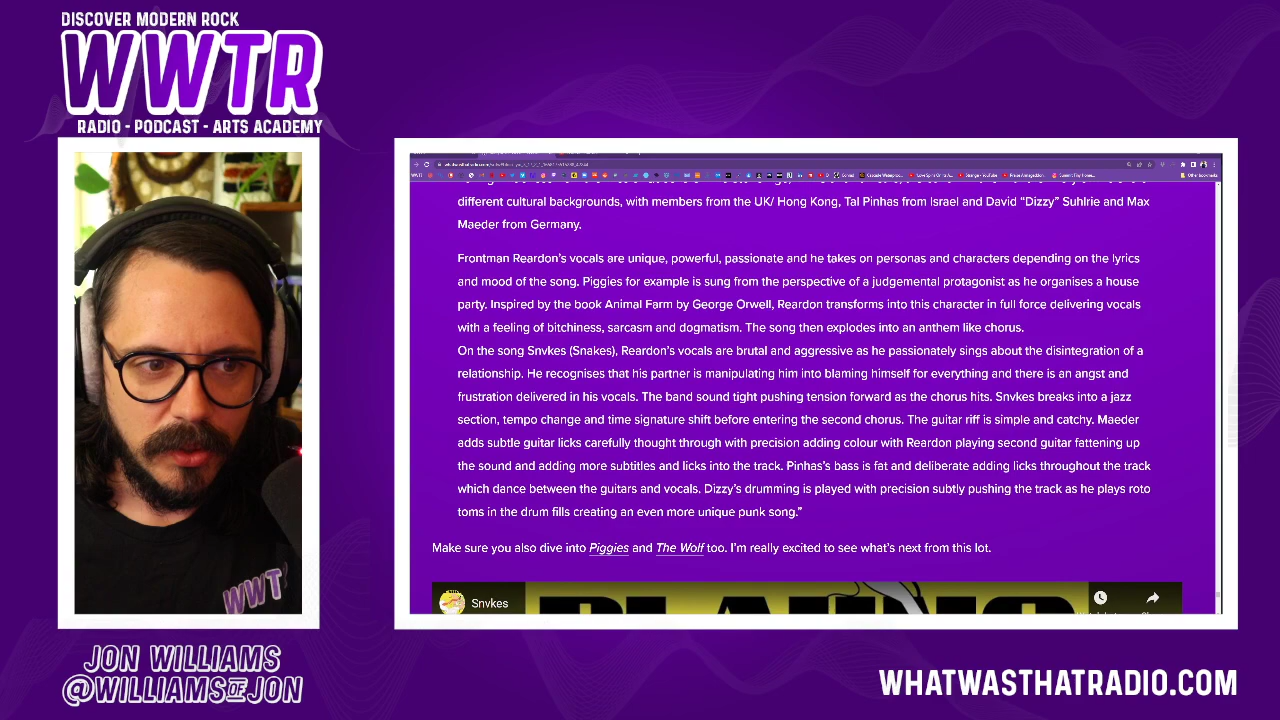 DISCOVER MODERN ROCK
WWTR
RADIO - PODCAST - ARTS ACADEMY
different cultural backgrounds, with members from the UK/ Hong Kong, Tal Pinhas from Israel and David "Dizzy" Suhlrie and Max
Maeder from Germany.
Frontman Reardon's vocals are unique, powerful, passionate and he takes on personas and characters depending on the lyrics
and mood of the song. Piggies for example is sung from the perspective of a judgemental protagonist as he organises a house
party. Inspired by the book Animal Farm by George Orwell, Reardon transforms into this character in full force delivering vocals
with a feeling of bitchiness, sarcasm and dogmatism. The song then explodes into an anthem like chorus.
On the song Snvkes (Snakes), Reardon's vocals are brutal and aggressive as he passionately sings about the disintegration of a
relationship. He recognises that his partner is manipulating him into blaming himself for everything and there is an angst and
frustration delivered in his vocals. The band sound tight pushing tension forward as the chorus hits. Snvkes breaks into a jazz
section, tempo change and time signature shift before entering the second chorus. The guitar riff is simple and catchy. Maeder
adds subtle guitar licks carefully thought through with precision adding colour with Reardon playing second guitar fattening up
the sound and adding more subtitles and licks into the track. Pinhas's bass is fat and deliberate adding licks throughout the track
which dance between the guitars and vocals. Dizzy's drumming is played with precision subtly pushing the track as he plays roto
toms in the drum fills creating an even more unique punk song."
Make sure you also dive into Piggies and The Wolf too. I'm really excited to see what's next from this lot.
Snvkes
WWT
JON WILLIAMS
@WILLIAMSOFJON
WHATWASTHATRADIO.COM